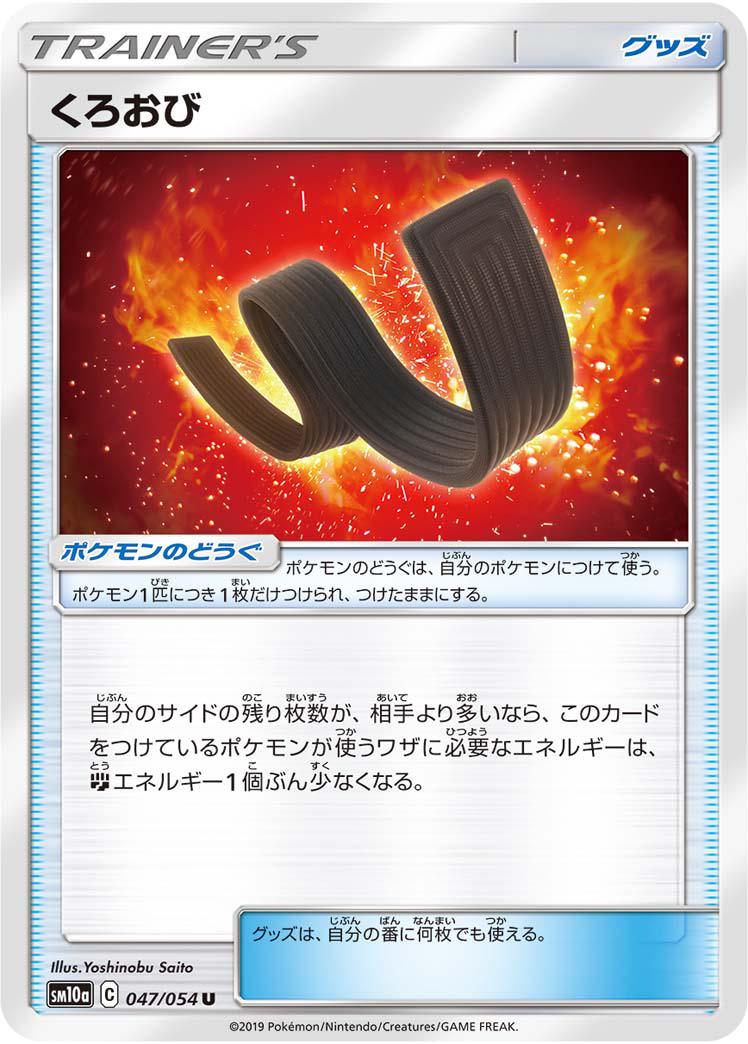 TRAINER'S
グッズ
くろおび
ポケモンのどうぐ
ポケモンのどうぐは、自分のポケモンにつけて使う。
ポケモン1匹につき1枚だけつけられ、つけたままにする。
自分のサイドの残り枚数が、相手より多いなら、このカード
をつけているポケモンが使うワザに必要なエネルギーは、
闘エネルギー1個ぶん少なくなる。
グッズは、自分の番に何枚でも使える。
Illus.Yoshinobu Saito
SM10a C 047/054 U
©2019 Pokémon/Nintendo/Creatures/GAME FREAK.